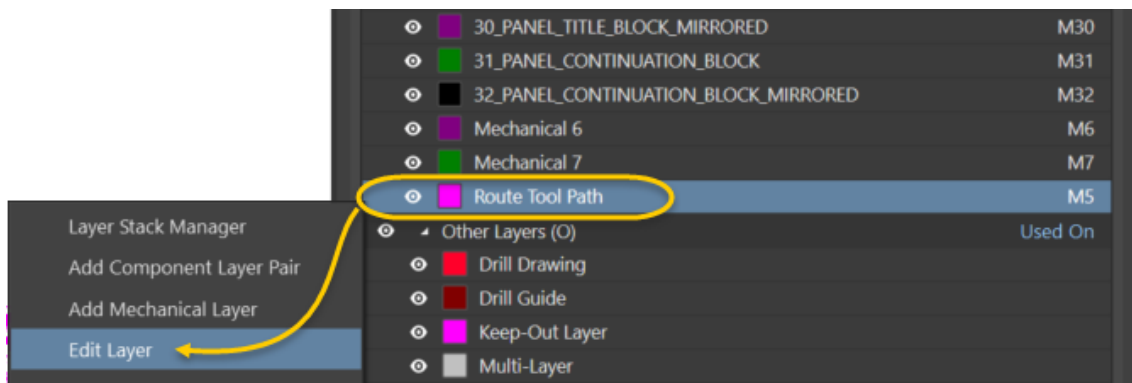 30_PANEL_TITLE_BLOCK_MIRRORED M30
31_PANEL_CONTINUATION_BLOCK M31
32_PANEL_CONTINUATION_BLOCK_MIRRORED M32
Mechanical 6 M6
Mechanical 7 M7
Route Tool Path M5
Other Layers (O) Used On
Drill Drawing
Drill Guide
Keep-Out Layer
Multi-Layer
Layer Stack Manager
Add Component Layer Pair
Add Mechanical Layer
Edit Layer